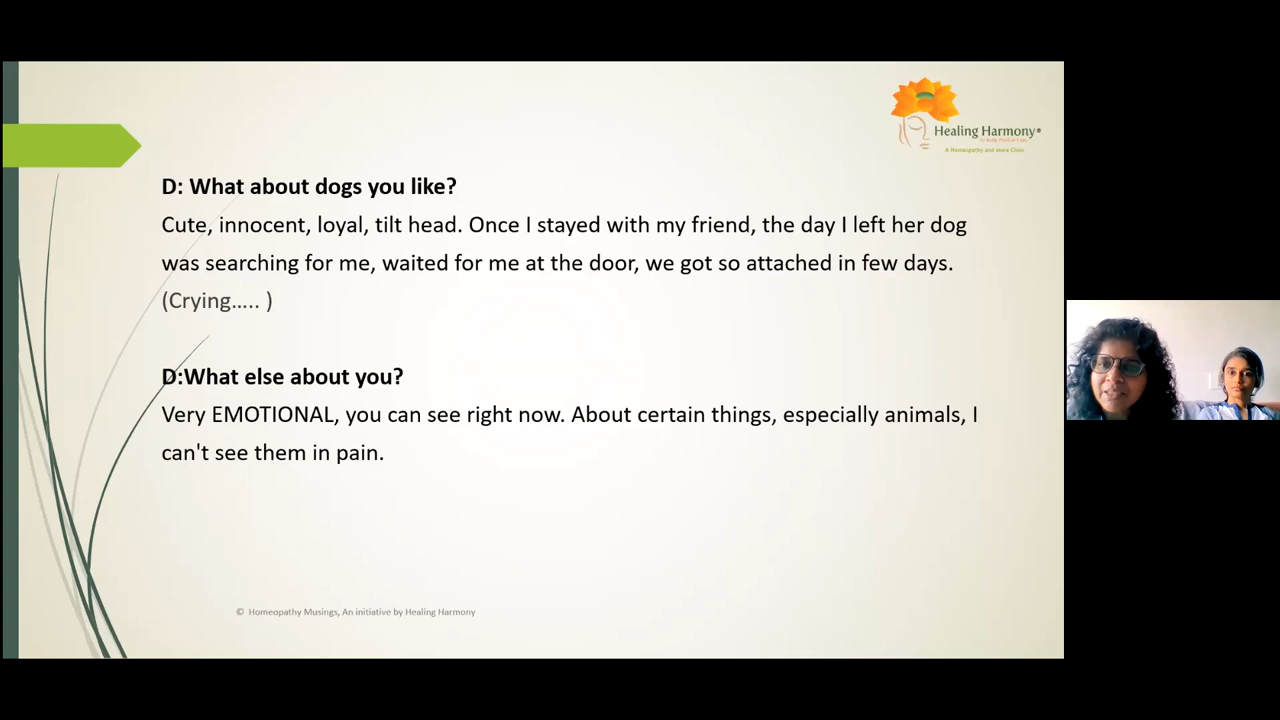 Healing Harmony®
A Homeopathy and more Clinic
D: What about dogs you like?
Cute, innocent, loyal, tilt head. Once I stayed with my friend, the day I left her dog
was searching for me, waited for me at the door, we got so attached in few days.
(Crying….. )
D:What else about you?
Very EMOTIONAL, you can see right now. About certain things, especially animals, I
can't see them in pain.
© Homeopathy Musings, An initiative by Healing Harmony